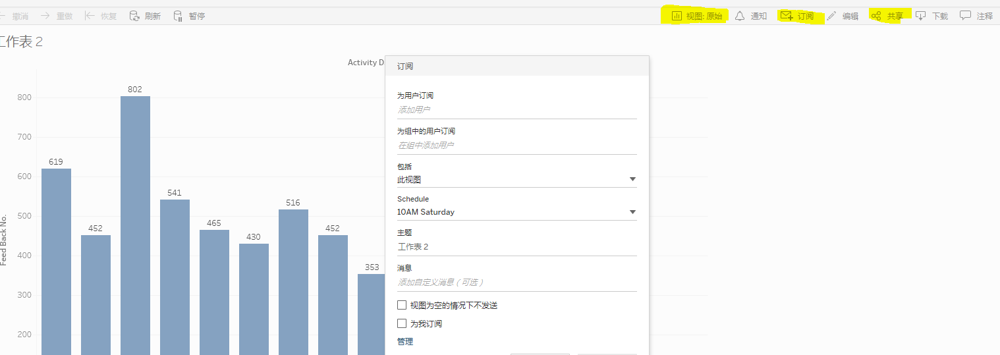 撤消 重做 恢复 刷新 暂停 视图: 原始 通知 订阅 编辑 共享 下载 注释
工作表 2
Activity D
订阅
为用户订阅
添加用户
为组中的用户订阅
在组中添加用户
包括
此视图
Schedule
10AM Saturday
主题
工作表 2
消息
添加自定义消息 ( 可选 )
视图为空的情况下不发送
为我订阅
管理
Feed Back No.
800
700
600
500
400
300
200
619
452
802
541
465
430
516
452
353